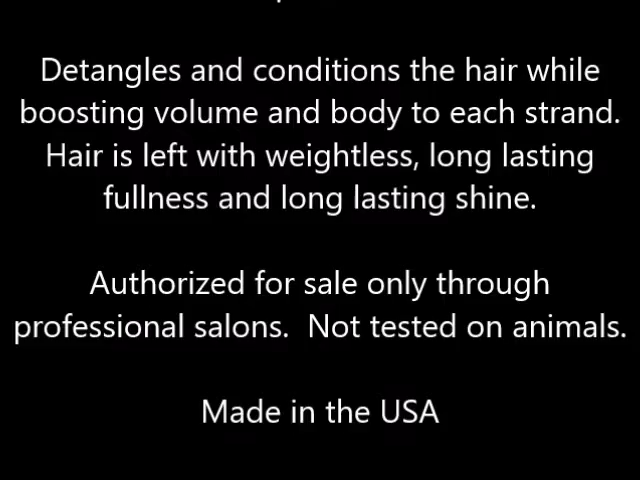 Detangles and conditions the hair while
boosting volume and body to each strand.
Hair is left with weightless, long lasting
fullness and long lasting shine.
Authorized for sale only through
professional salons.  Not tested on animals.
Made in the USA